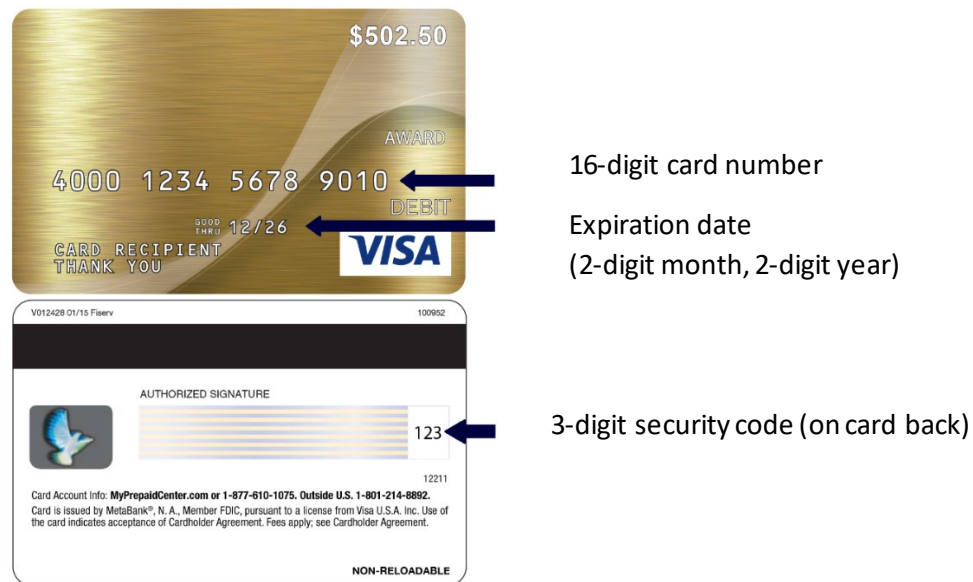 $502.50
AWARD
4000 1234 5678 9010
DEBIT
GOOD
THRU 12/26
CARD RECIPIENT
THANK YOU
VISA
16-digit card number
Expiration date
(2-digit month, 2-digit year)
V012428 01/15 Fiserv 100952
AUTHORIZED SIGNATURE
123
3-digit security code (on card back)
12211
Card Account Info: MyPrepaidCenter.com or 1-877-610-1075. Outside U.S. 1-801-214-8892.
Card is issued by MetaBank®, N. A., Member FDIC, pursuant to a license from Visa U.S.A. Inc. Use of
the card indicates acceptance of Cardholder Agreement. Fees apply; see Cardholder Agreement.
NON-RELOADABLE